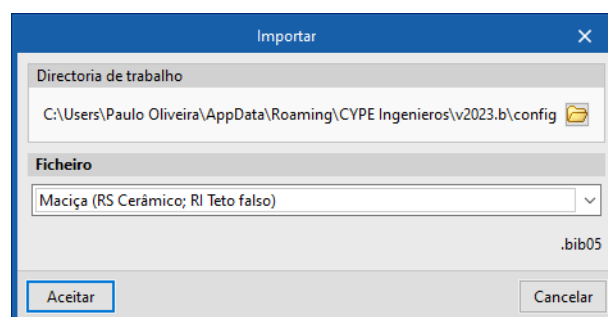 Importar
Directoria de trabalho
C:\Users\Paulo Oliveira\AppData\Roaming\CYPE Ingenieros\v2023.b\config
Ficheiro
Maciça (RS Cerâmico; RI Teto falso)
.bib05
Aceitar Cancelar